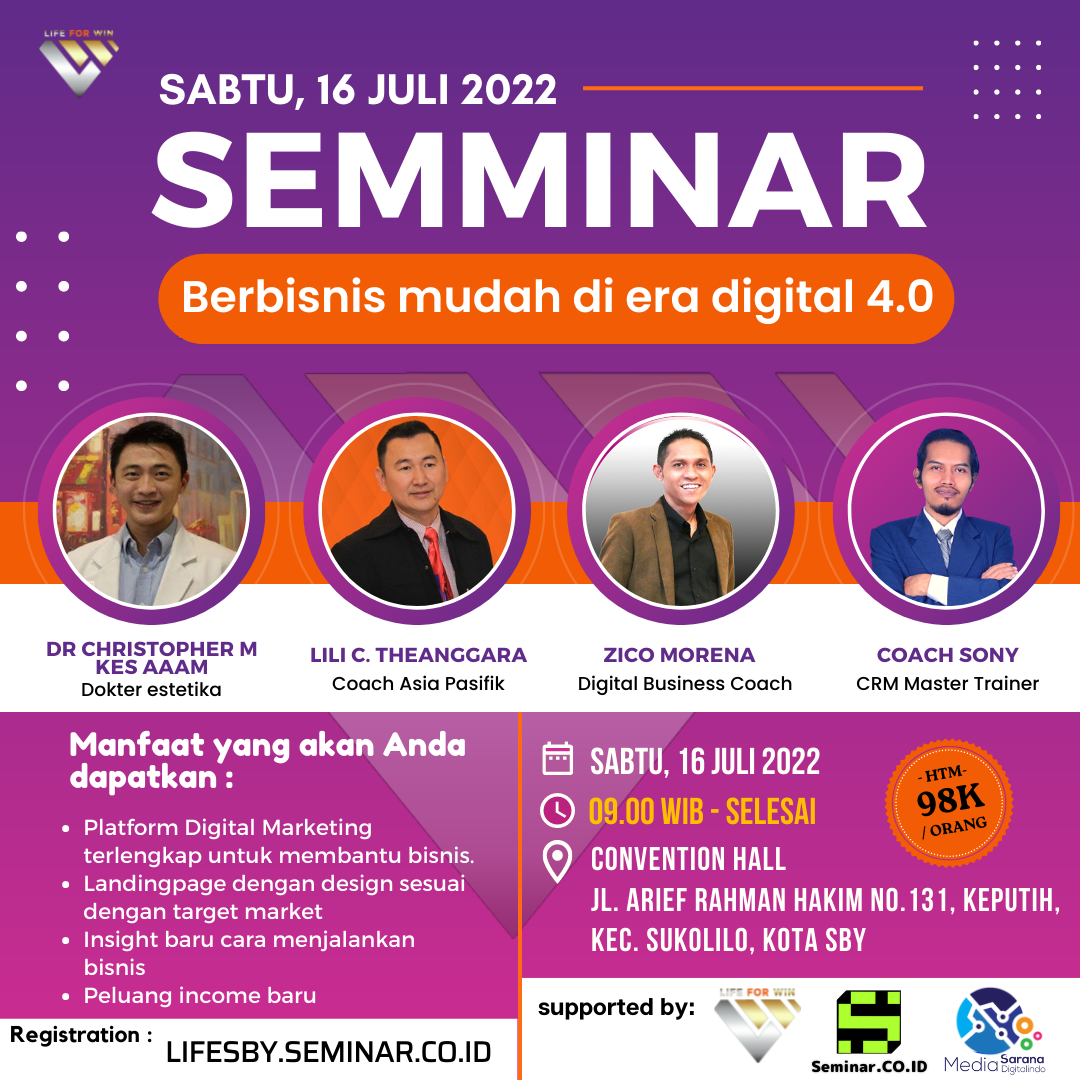 LIFE FOR WIN
SABTU, 16 JULI 2022
SEMMINAR
Berbisnis mudah di era digital 4.0
DR CHRISTOPHER M
KES AAAM
Dokter estetika
LILI C. THEANGGARA
Coach Asia Pasifik
ZICO MORENA
Digital Business Coach
COACH SONY
CRM Master Trainer
Manfaat yang akan Anda
dapatkan :
• Platform Digital Marketing
terlengkap untuk membantu bisnis.
• Landingpage dengan design sesuai
dengan target market
• Insight baru cara menjalankan
bisnis
• Peluang income baru
Registration :
LIFESBY.SEMINAR.CO.ID
SABTU, 16 JULI 2022
09.00 WIB - SELESAI
CONVENTION HALL
JL. ARIEF RAHMAN HAKIM NO.131, KEPUTIH,
KEC. SUKOLILO, KOTA SBY
- HTM-
98K
/ ORANG
supported by:
LIFE FOR WIN
Seminar.CO.ID
Media Sarana
Digitalindo